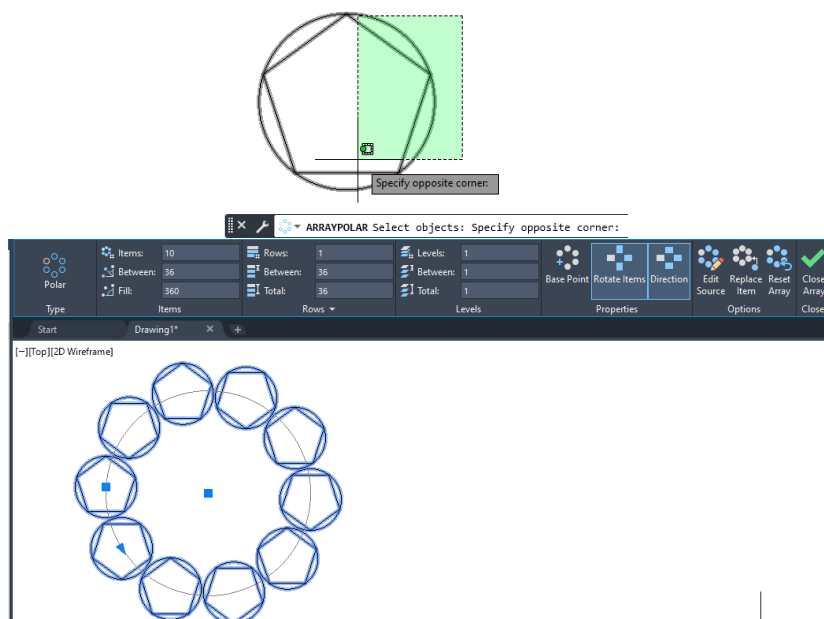 Specify opposite corner:
ARRAYPOLAR Select objects: Specify opposite corner:
Items: 10 Rows: 1 Levels: 1
Polar Between: 36 Between: 36 Between: 1 Base Point Rotate Items Direction Edit Source Replace Item Reset Array Close Array
Fill: 360 Total: 36 Total: 1
Type Items Rows Levels Properties Options Close
Start Drawing1* × +
[−][Top][2D Wireframe]